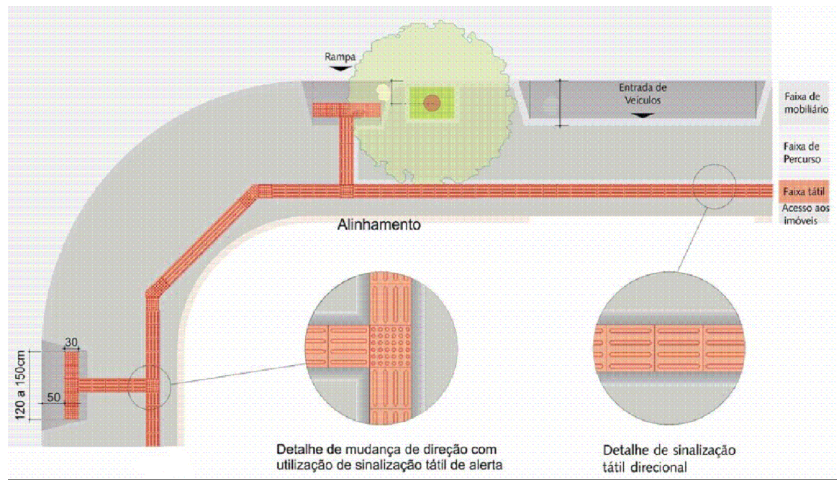 Rampa
Entrada de
Veículos
Faixa de
mobiliário
Faixa de
Percurso
Faixa tátil
Acesso aos
imóveis
Alinhamento
30
50
120 a 150cm
Detalhe de mudança de direção com
utilização de sinalização tátil de alerta
Detalhe de sinalização
tátil direcional